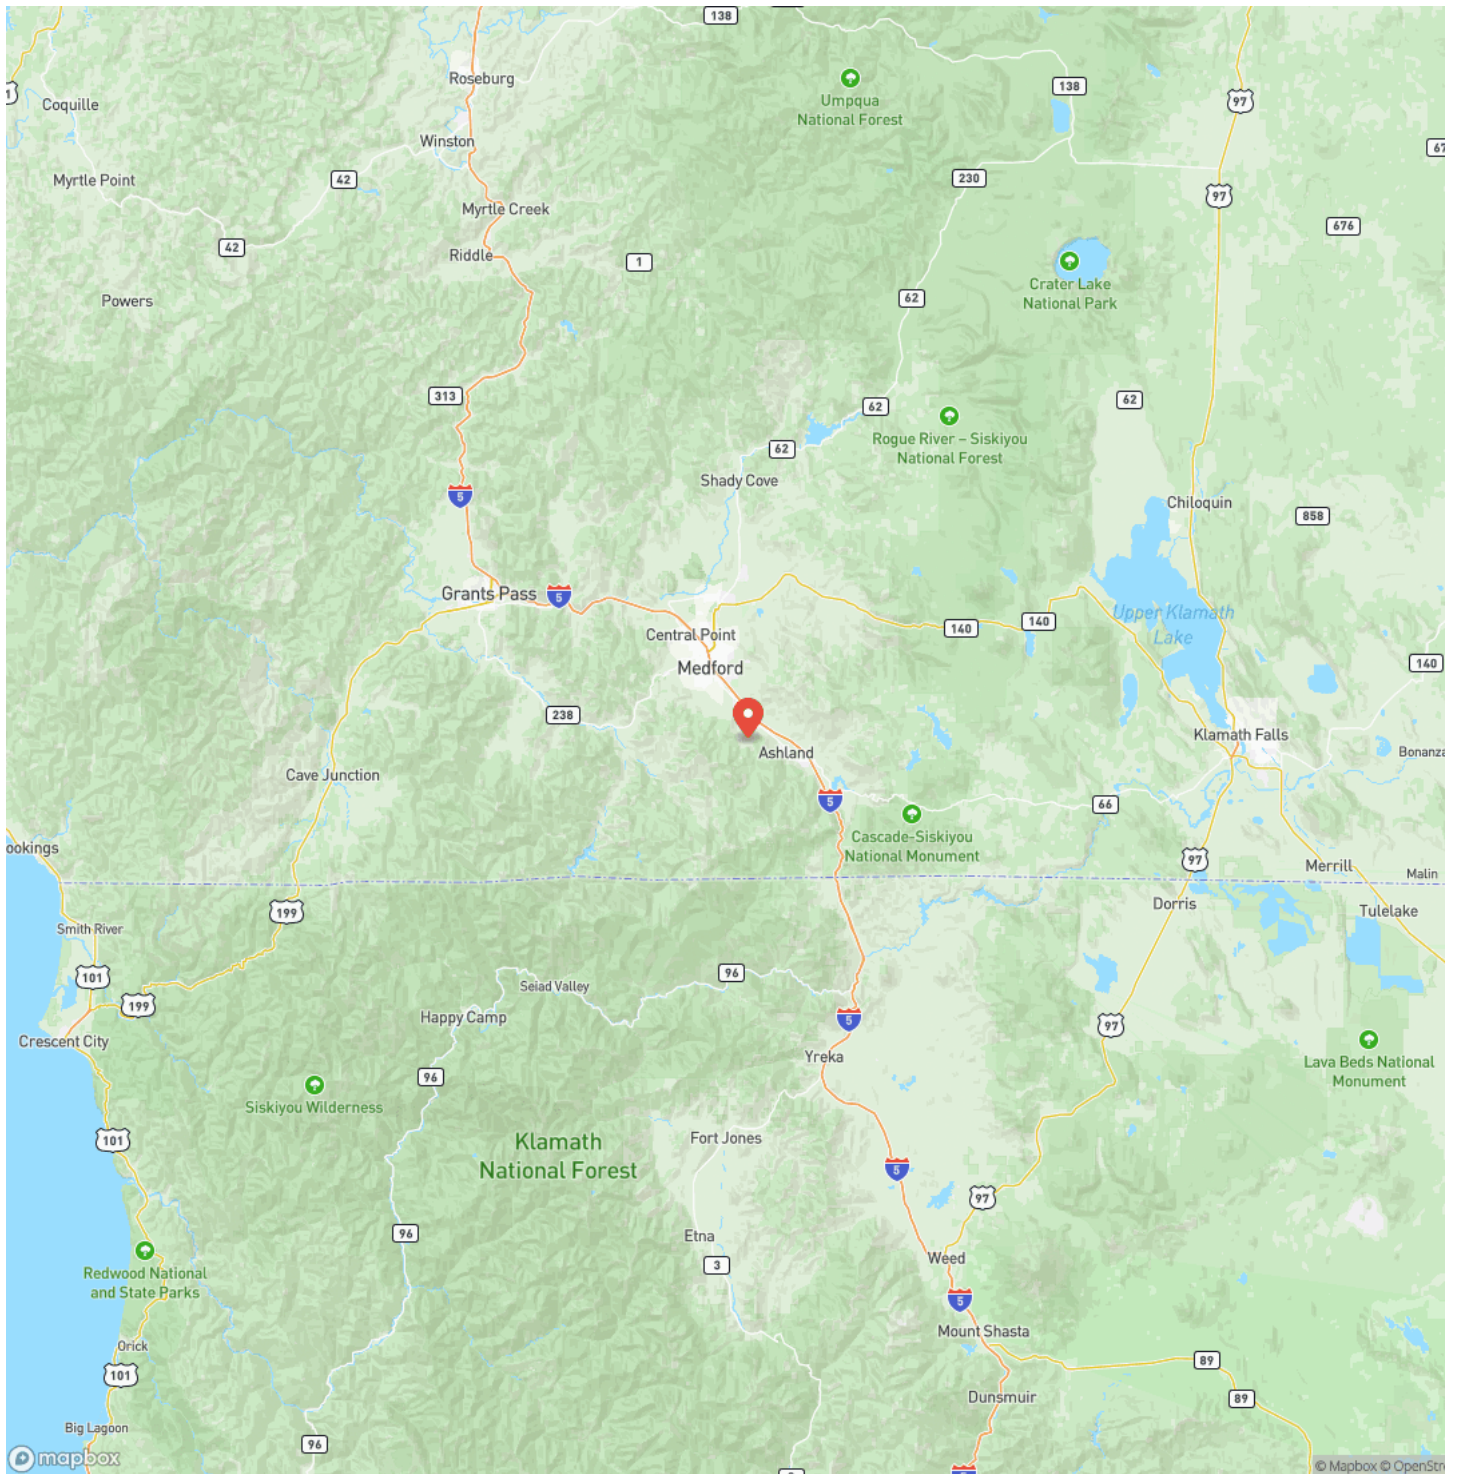 138
Roseburg
Umpqua
National Forest
138
97
1
Coquille
Winston
67
Myrtle Point
42
230
97
Myrtle Creek
676
42
Riddle
1
Crater Lake
National Park
Powers
62
313
62
62
Rogue River – Siskiyou
National Forest
62
Shady Cove
5
Chiloquin
858
Grants Pass
5
Upper Klamath
Lake
140
140
Central Point
140
Medford
238
Klamath Falls
Ashland
Bonanza
Cave Junction
5
66
Cascade-Siskiyou
National Monument
ookings
97
Merrill
Malin
Dorris
199
Tulelake
Smith River
101
96
Seiad Valley
199
Happy Camp
5
97
Crescent City
Yreka
Lava Beds National
Monument
96
Siskiyou Wilderness
101
Klamath
National Forest
Fort Jones
5
97
96
Etna
3
Weed
Redwood National
and State Parks
5
Mount Shasta
Orick
89
101
Dunsmuir
89
Big Lagoon
96
mapbox
© Mapbox © OpenStre